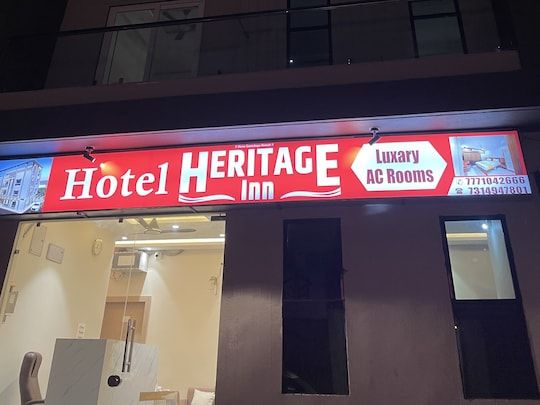 Hotel HERITAGE Inn
Luxary
AC Rooms
7771042666
7314947801